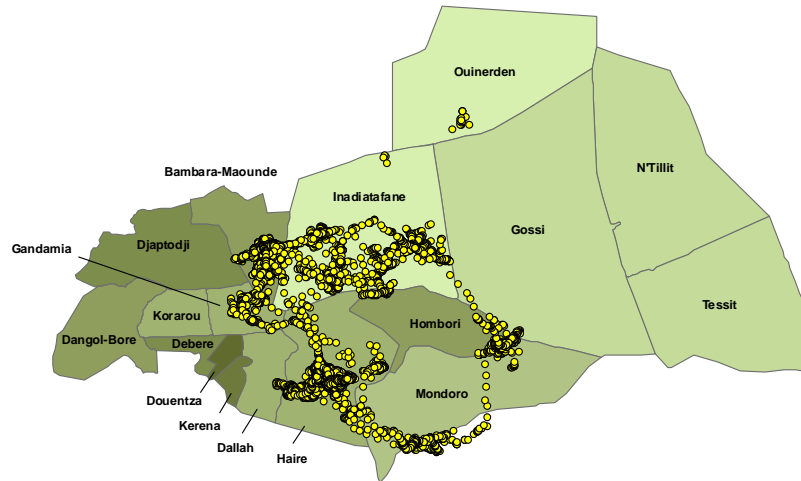 Ouinerden
N'Tillit
Bambara-Maounde
Inadiatafane
Gossi
Djaptodji
Gandamia
Tessit
Korarou
Hombori
Dangol-Bore
Debere
Douentza
Mondoro
Kerena
Dallah
Haire